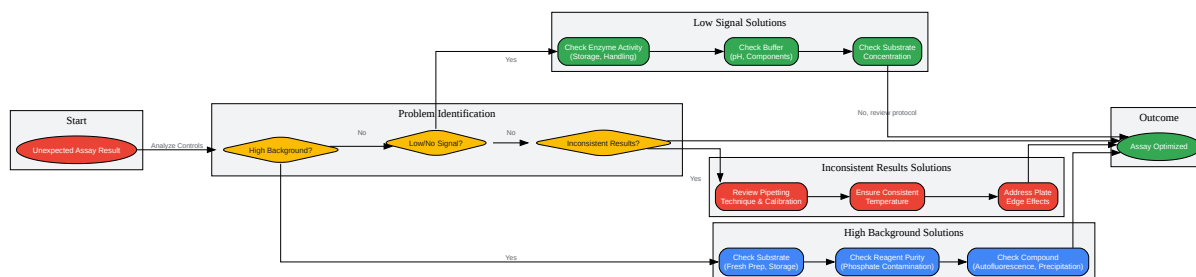 Low Signal Solutions
Check Enzyme Activity
(Storage, Handling)
Check Buffer
(pH, Components)
Check Substrate
Concentration
Yes
Start
Unexpected Assay Result
Analyze Controls
Problem Identification
High Background?
No
Low/No Signal?
No
Inconsistent Results?
No, review protocol
Outcome
Assay Optimized
Yes
Inconsistent Results Solutions
Review Pipetting
Technique & Calibration
Ensure Consistent
Temperature
Address Plate
Edge Effects
High Background Solutions
Yes
Check Substrate
(Fresh Prep, Storage)
Check Reagent Purity
(Phosphate Contamination)
Check Compound
(Autofluorescence, Precipitation)